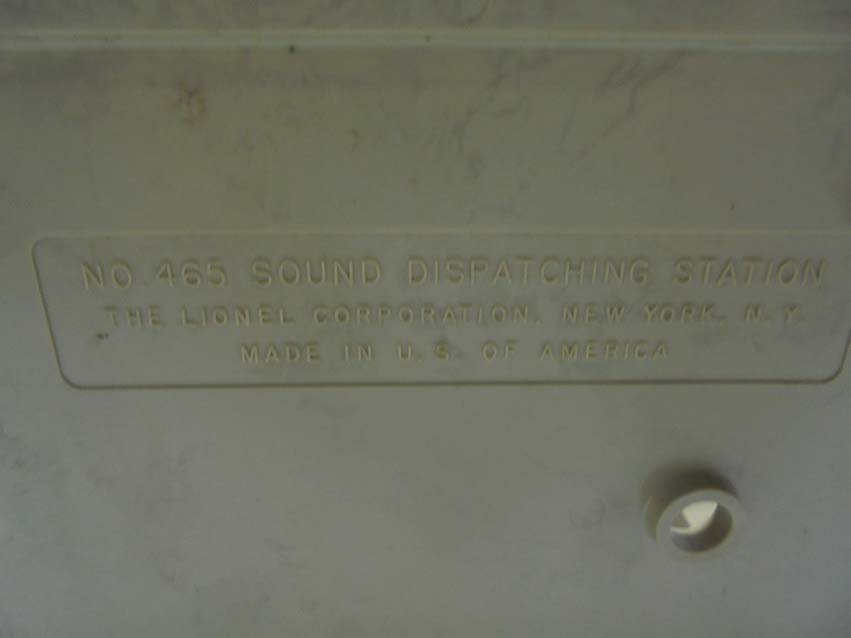 NO. 465 SOUND DISPATCHING STATION
THE LIONEL CORPORATION, NEW YORK, N.Y.
MADE IN U.S. OF AMERICA